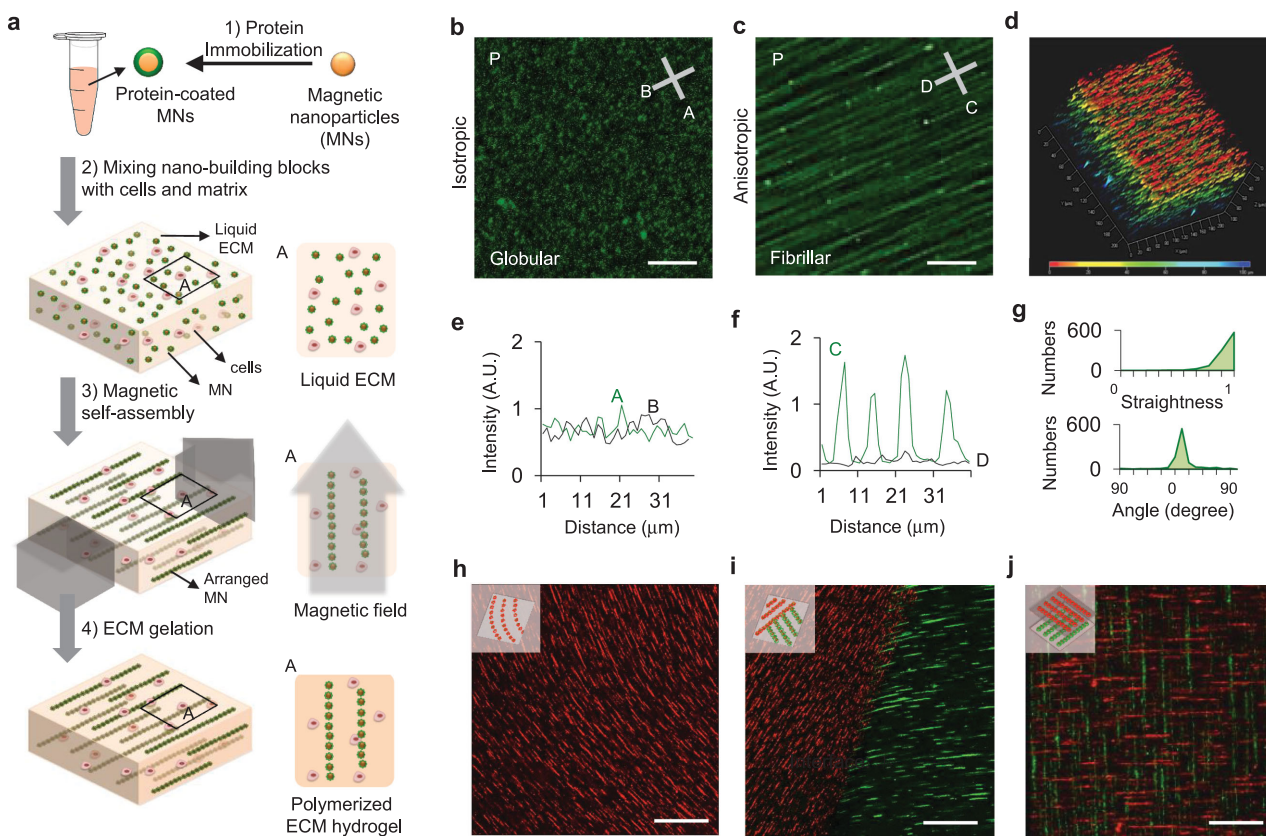 a
1) Protein
Immobilization
Protein-coated
MNs
Magnetic
nanoparticles
(MNs)
2) Mixing nano-building blocks
with cells and matrix
Liquid
ECM
A
A
cells
MN
Liquid ECM
3) Magnetic
self-assembly
A
A
Arranged
MN
Magnetic field
4) ECM gelation
A
A
Polymerized
ECM hydrogel
b
Isotropic
P
B
A
Globular
c
Anisotropic
P
D
C
Fibrillar
d
e
Intensity (A.U.)
2
1
0
A
B
1 11 21 31
Distance (μm)
f
Intensity (A.U.)
2
1
0
C
D
1 11 21 31
Distance (μm)
g
Numbers
600
0
0 1
Straightness
Numbers
600
0
90 0 90
Angle (degree)
h
i
j